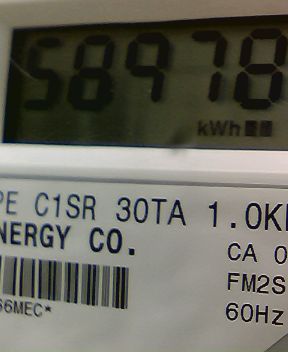 58978
kWh
PE C1SR 30TA 1.0K
NERGY CO.
CA 0
FM2S
66MEC*
60Hz